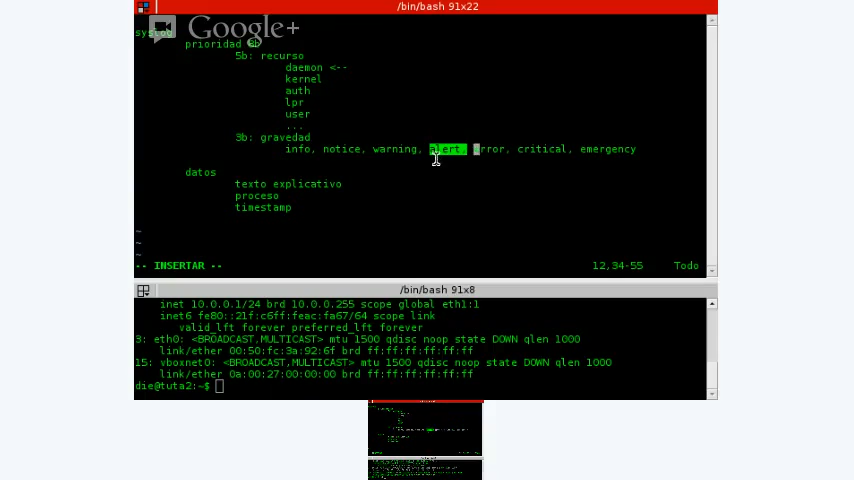 /bin/bash 91x22
Google+
syslog
prioridad 8b
5b: recurso
daemon <--
kernel
auth
lpr
user
...
3b: gravedad
info, notice, warning, alert, error, critical, emergency
datos
texto explicativo
proceso
timestamp
~
~
~
-- INSERTAR -- 12,34-55 Todo
/bin/bash 91x8
inet 10.0.0.1/24 brd 10.0.0.255 scope global eth1:1
inet6 fe80::21f:c6ff:feac:fa67/64 scope link
valid_lft forever preferred_lft forever
3: eth0: <BROADCAST,MULTICAST> mtu 1500 qdisc noop state DOWN qlen 1000
link/ether 00:50:fc:3a:92:6f brd ff:ff:ff:ff:ff:ff
15: vboxnet0: <BROADCAST,MULTICAST> mtu 1500 qdisc noop state DOWN qlen 1000
link/ether 0a:00:27:00:00:00 brd ff:ff:ff:ff:ff:ff
die@tuta2:~$